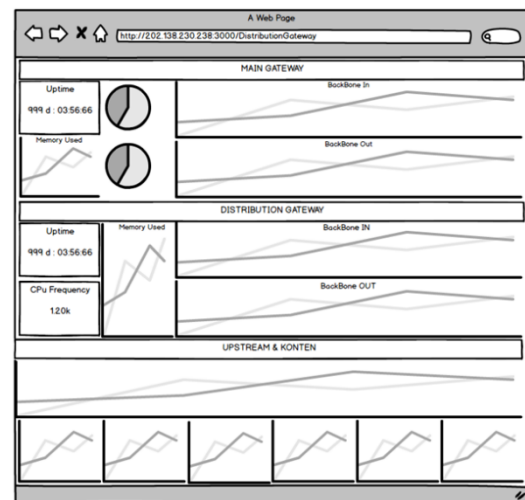 A Web Page
http://202.138.230.238:3000/DistributionGateway
MAIN GATEWAY
Uptime
999 d : 03:56:66
BackBone In
Memory Used
BackBone Out
DISTRIBUTION GATEWAY
Uptime
999 d : 03:56:66
Memory Used
BackBone IN
CPu Frequency
120k
BackBone OUT
UPSTREAM & KONTEN